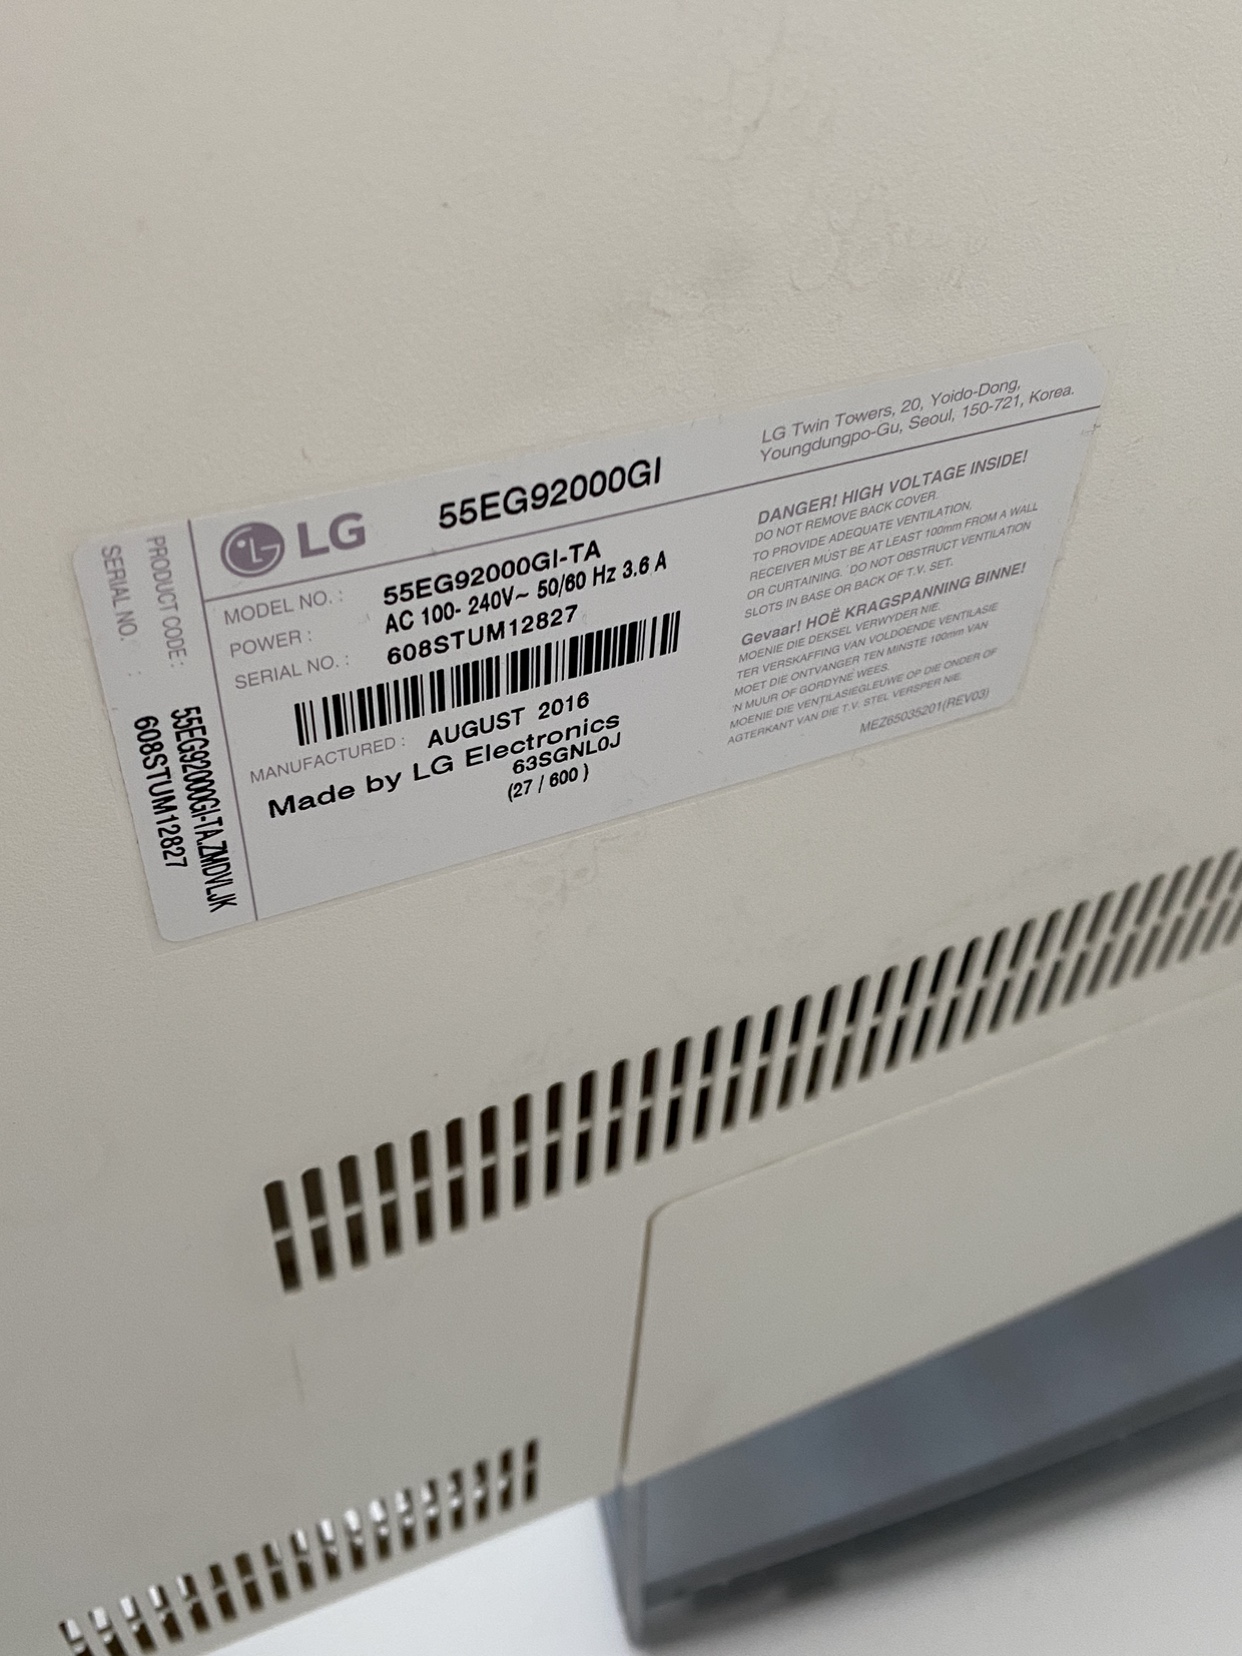 LG
55EG92000GI
LG Twin Towers, 20, Yoido-Dong,
Youngdungpo-Gu, Seoul, 150-721, Korea.
MODEL NO. : 55EG92000GI-TA
POWER : AC 100- 240V~ 50/60 Hz 3.6 A
SERIAL NO. : 608STUM12827
MANUFACTURED : AUGUST 2016
Made by LG Electronics
63SGNL0J
(27 / 600 )
DANGER! HIGH VOLTAGE INSIDE!
DO NOT REMOVE BACK COVER.
TO PROVIDE ADEQUATE VENTILATION,
RECEIVER MUST BE AT LEAST 100mm FROM A WALL
OR CURTAINING. DO NOT OBSTRUCT VENTILATION
SLOTS IN BASE OR BACK OF T.V. SET.
Gevaar! HOË KRAGSPANNING BINNE!
MOENIE DIE DEKSEL VERWYDER NIE.
TER VERSKAFFING VAN VOLDOENDE VENTILASIE
MOET DIE ONTVANGER TEN MINSTE 100mm VAN
'N MUUR OF GORDYNE WEES.
MOENIE DIE VENTILASIEGLEUWE OP DIE ONDER OF
AGTERKANT VAN DIE T.V. STEL VERSPER NIE.
MEZ65035201(REV03)
PRODUCT CODE : 55EG92000GI-TA.ZMDVLJK
SERIAL NO. : 608STUM12827